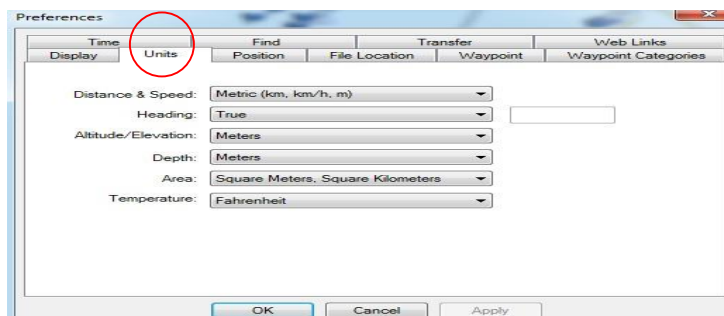 Preferences
Time Find Transfer Web Links
Display Units Position File Location Waypoint Waypoint Categories
Distance & Speed: Metric (km, km/h, m)
Heading: True
Altitude/Elevation: Meters
Depth: Meters
Area: Square Meters, Square Kilometers
Temperature: Fahrenheit
OK Cancel Apply